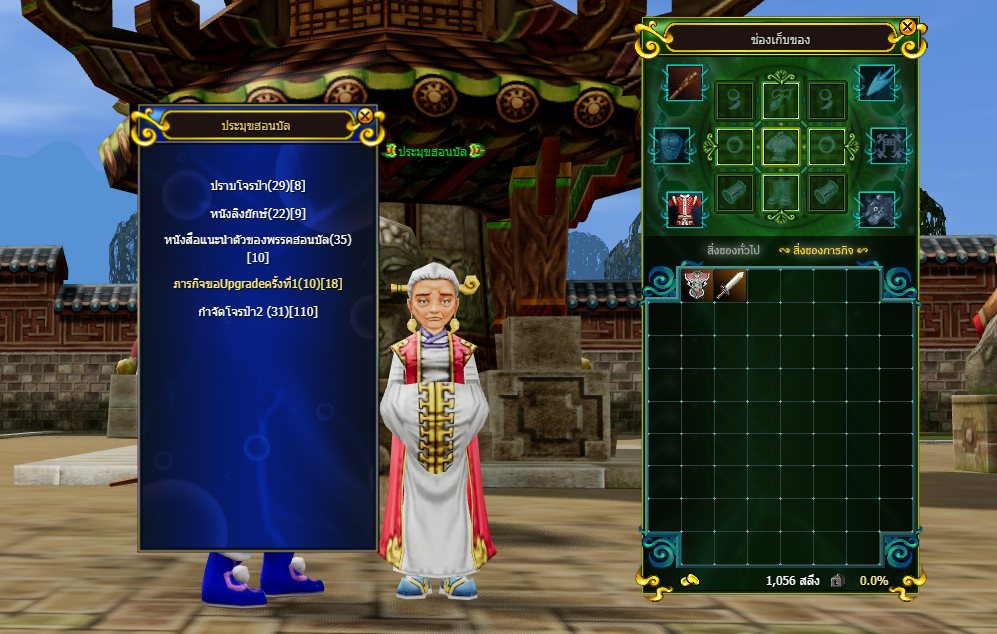 ช่องเก็บของ
ประมุขฮอนบัล
ประมุขฮอนบัล
ปราบโจรป่า(29)[8]
หนังลิงยักษ์(22)[9]
หนังสือแนะนำตัวของพรรคฮอนบัล(35)
[10]
ภารกิจขอUpgradeครั้งที่1(10)[18]
กำจัดโจรป่า2 (31)[110]
สิ่งของทั่วไป
สิ่งของภารกิจ
1,056 สลึง
0.0%